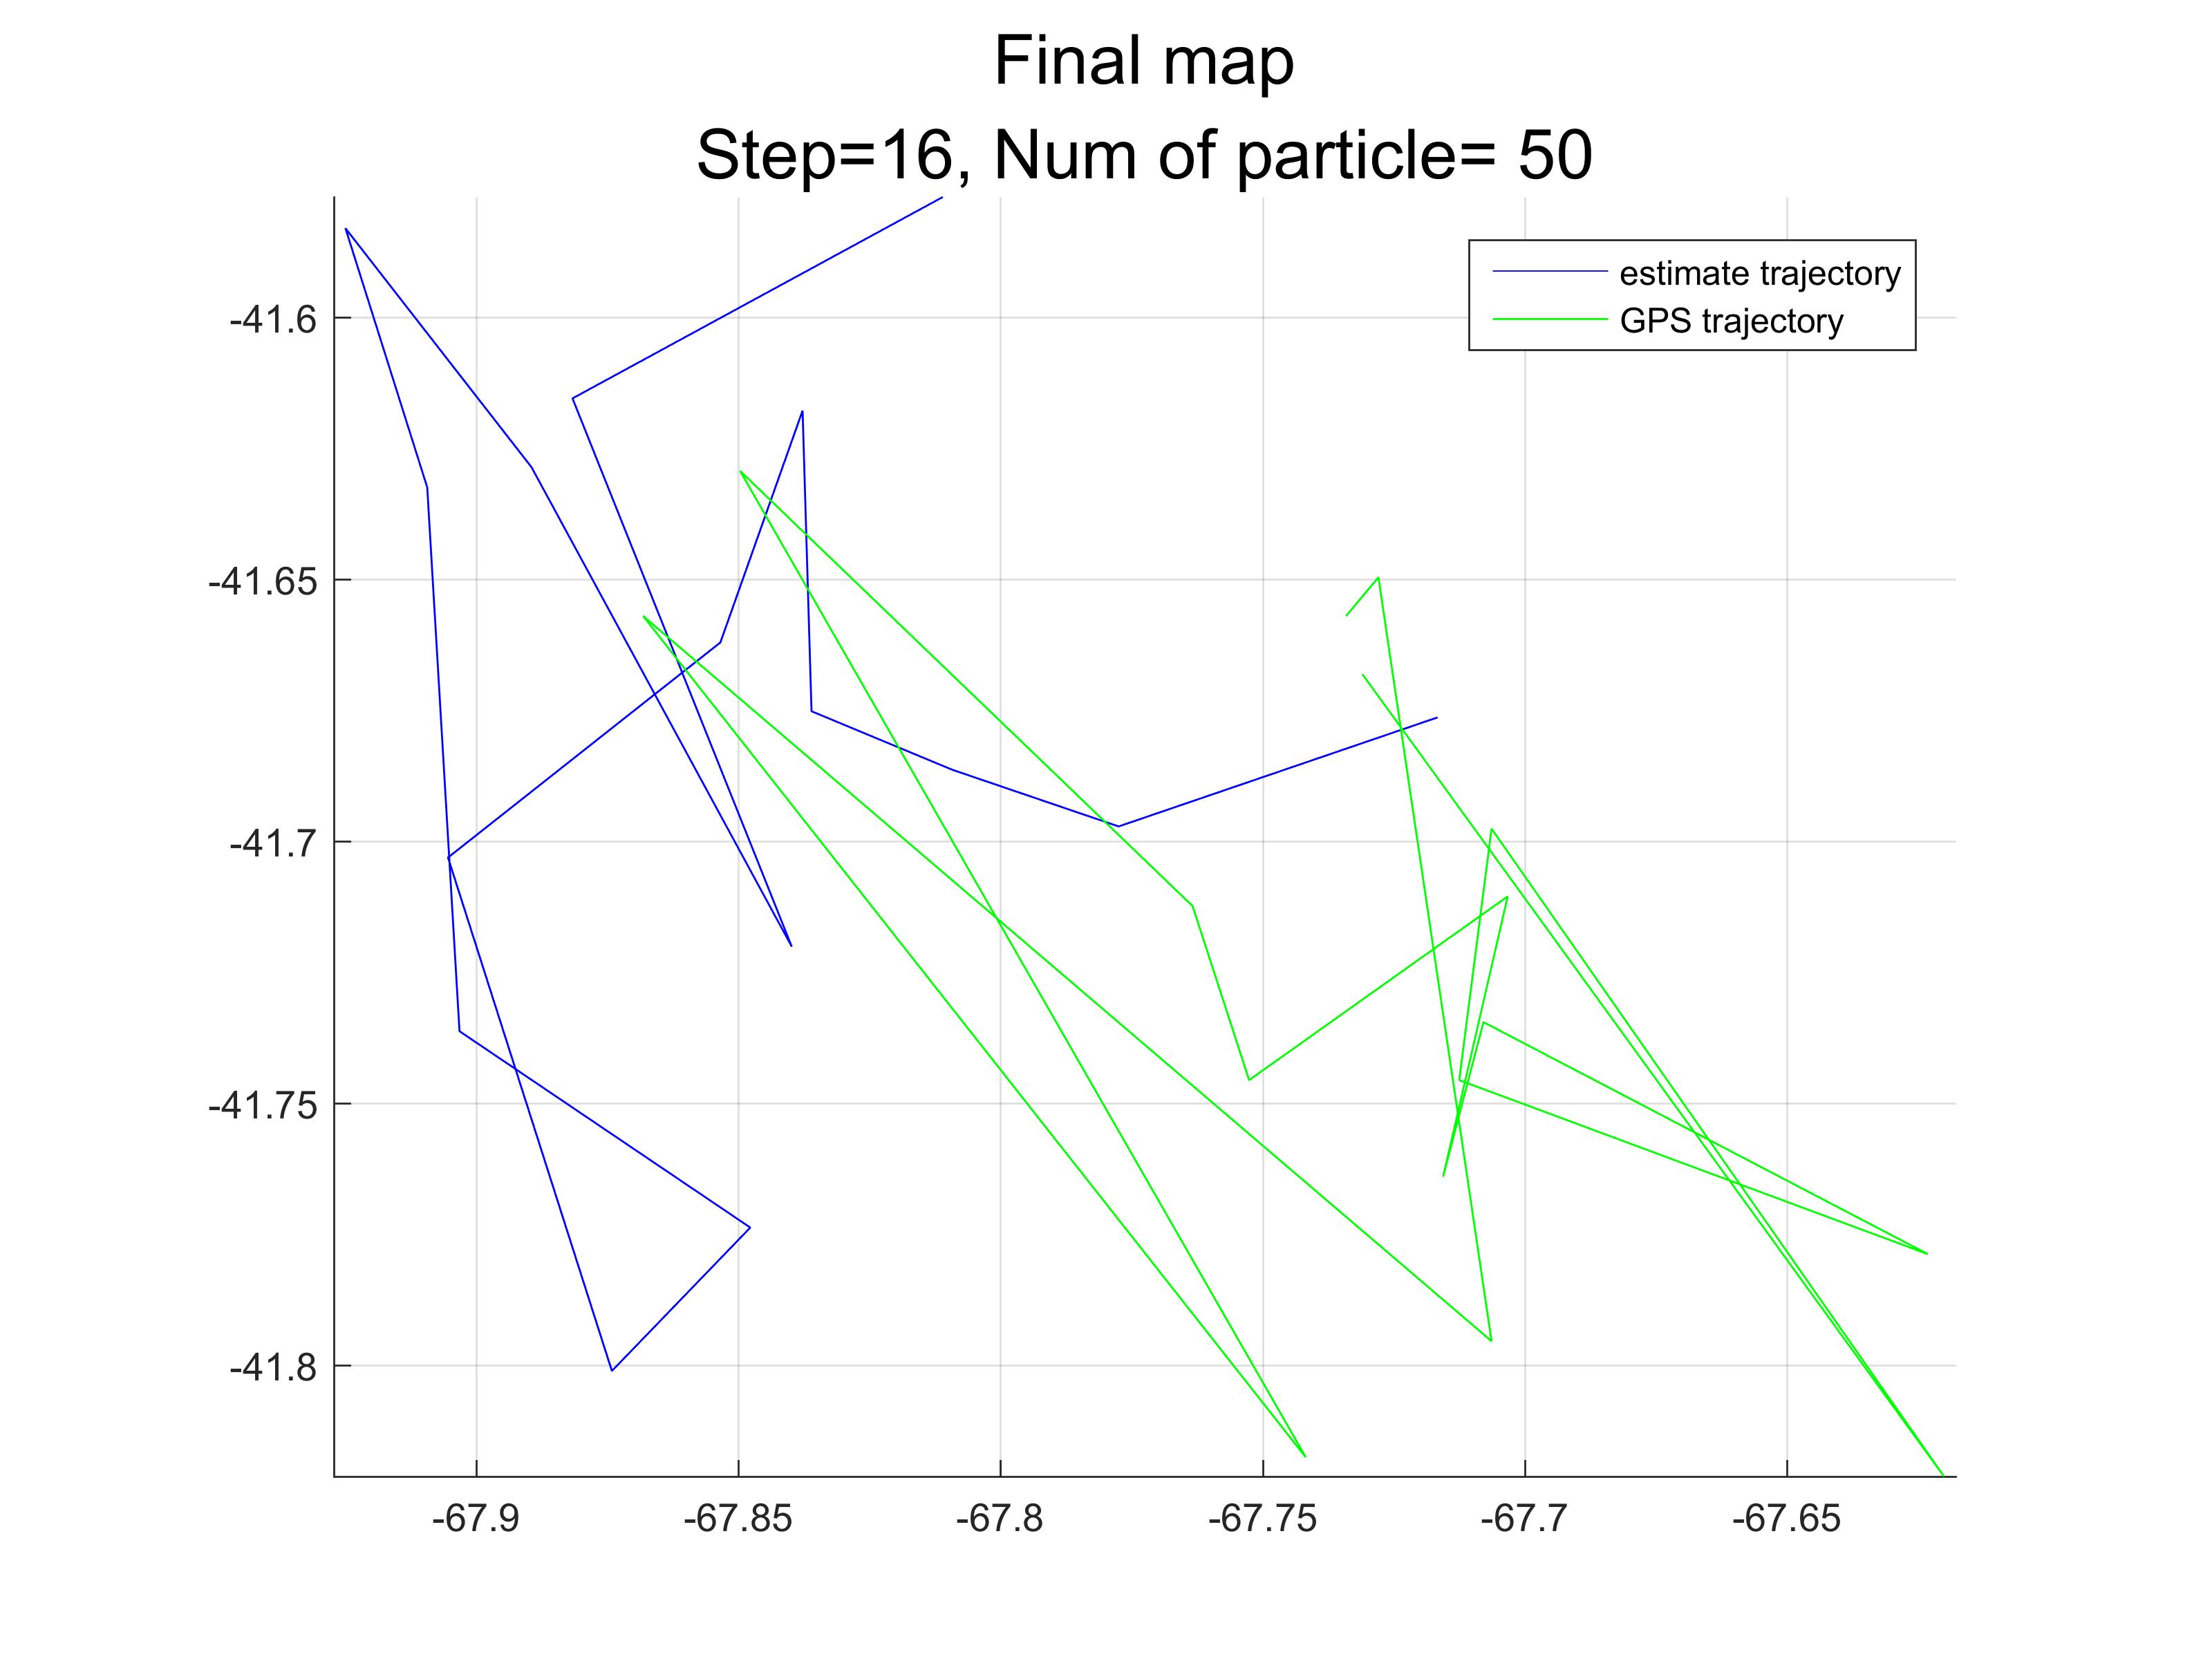 Final map
Step=16, Num of particle= 50
estimate trajectory
GPS trajectory
-41.6
-41.65
-41.7
-41.75
-41.8
-67.9
-67.85
-67.8
-67.75
-67.7
-67.65